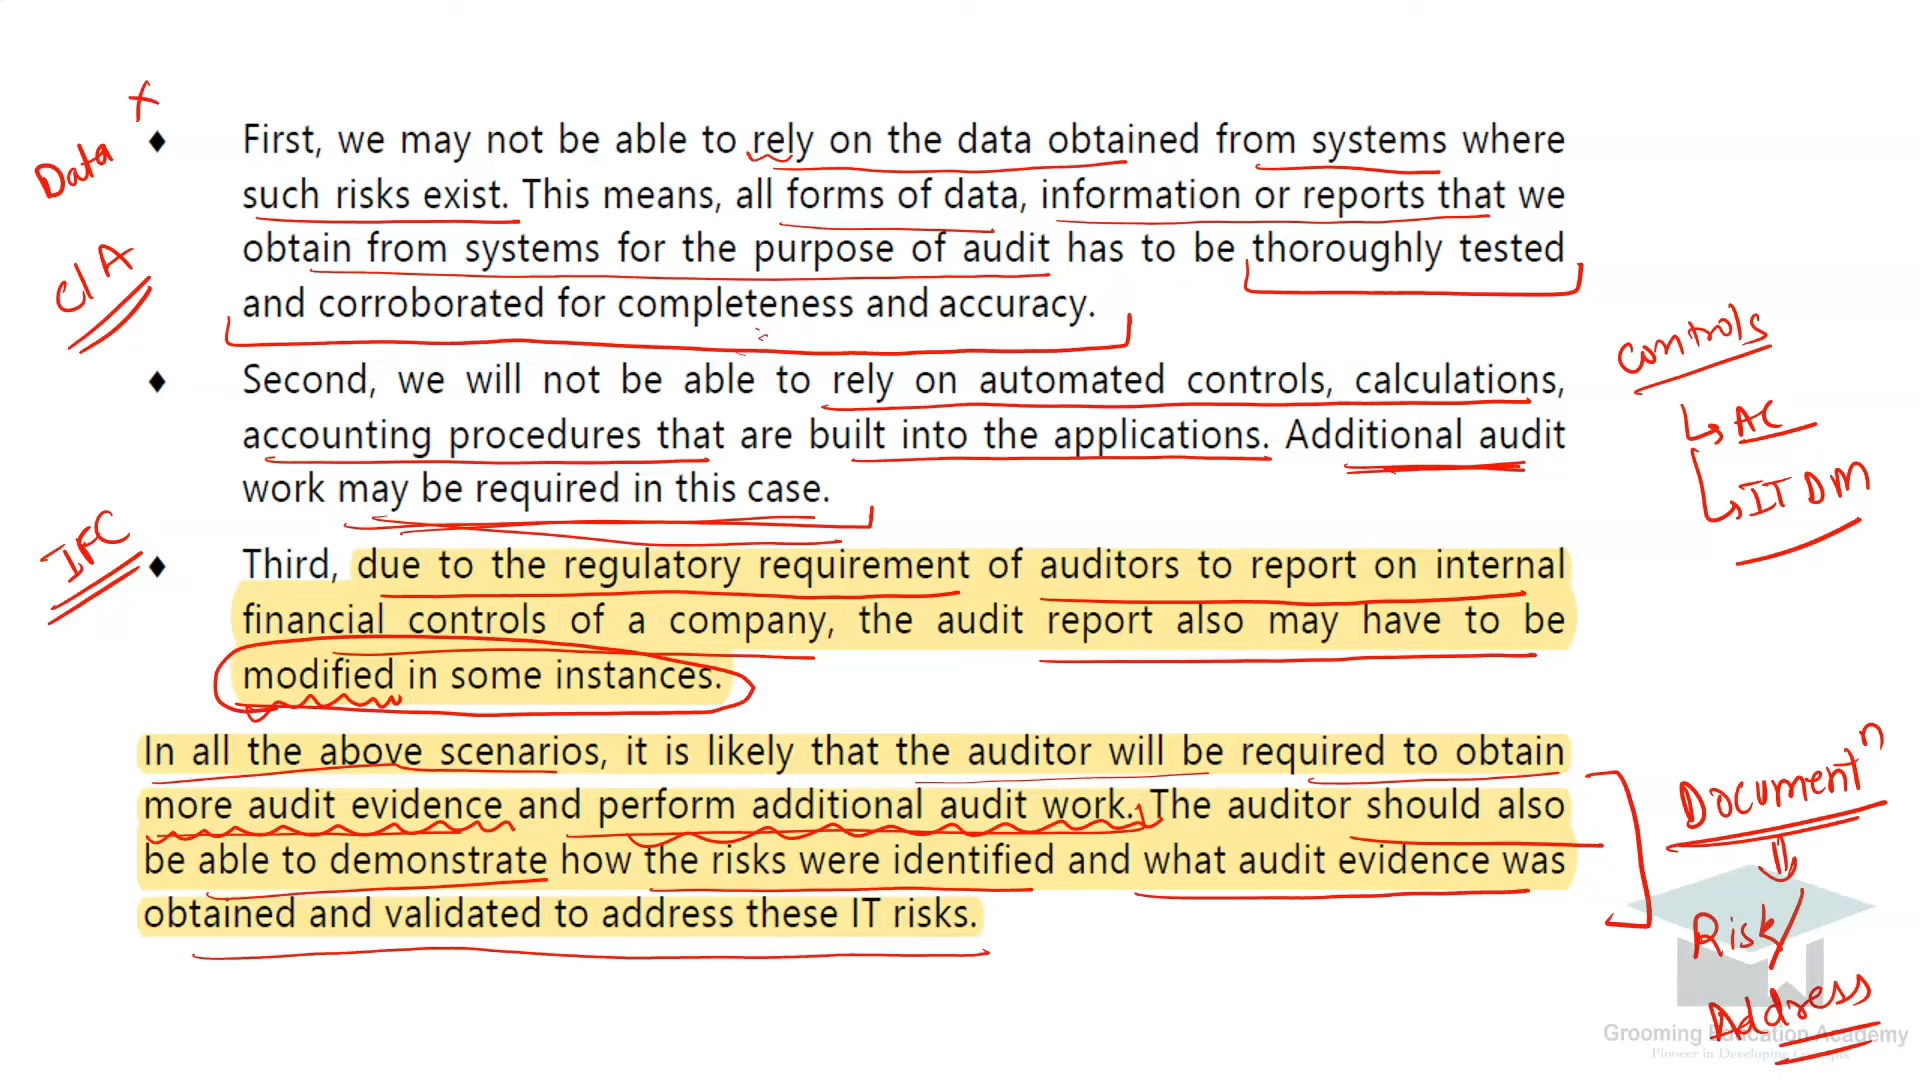 x
Data
♦ First, we may not be able to rely on the data obtained from systems where
such risks exist. This means, all forms of data, information or reports that we
obtain from systems for the purpose of audit has to be thoroughly tested
and corroborated for completeness and accuracy.
C/A
Controls
↳ AC
↳ ITDM
♦ Second, we will not be able to rely on automated controls, calculations,
accounting procedures that are built into the applications. Additional audit
work may be required in this case.
IFC
♦ Third, due to the regulatory requirement of auditors to report on internal
financial controls of a company, the audit report also may have to be
modified in some instances.
In all the above scenarios, it is likely that the auditor will be required to obtain
more audit evidence and perform additional audit work. The auditor should also
be able to demonstrate how the risks were identified and what audit evidence was
obtained and validated to address these IT risks.
Documentⁿ
⇓
Risk/
Address
Grooming Education Academy
Pioneer in Developing Concepts